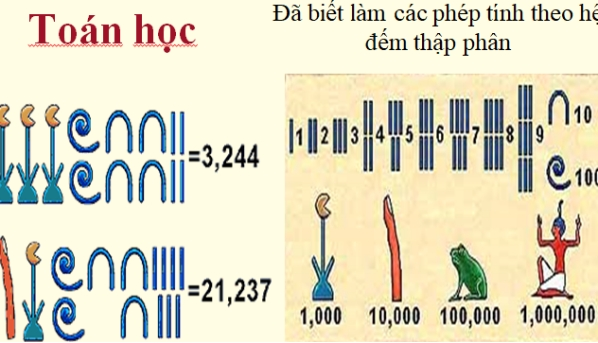 Toán học
Đã biết làm các phép tính theo hệ
đếm thập phân
=3,244
=21,237
1 2 3 4 5 6 7 8 9 10
100
1,000 10,000 100,000 1,000,000